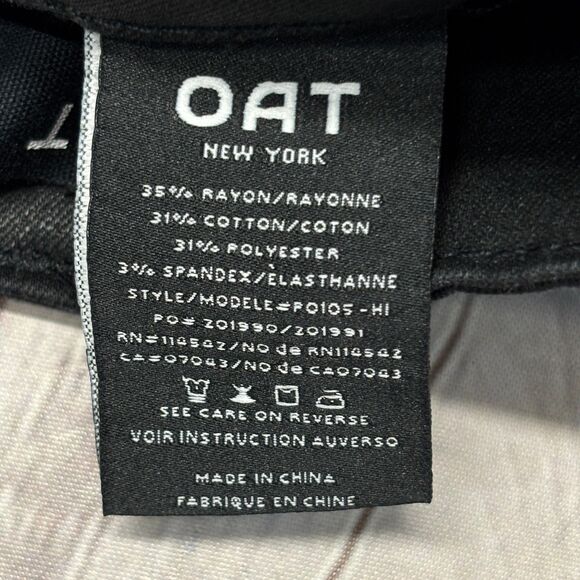 OAT
NEW YORK
35% RAYON/RAYONNE
31% COTTON/COTON
31% POLYESTER
3% SPANDEX/ÉLASTHANNE
STYLE/MODELE#P0105-HI
PO# 201990/201991
RN#114542/NO de RN114542
CA#07043/NO de CA07043
SEE CARE ON REVERSE
VOIR INSTRUCTION AUVERSO
MADE IN CHINA
FABRIQUE EN CHINE